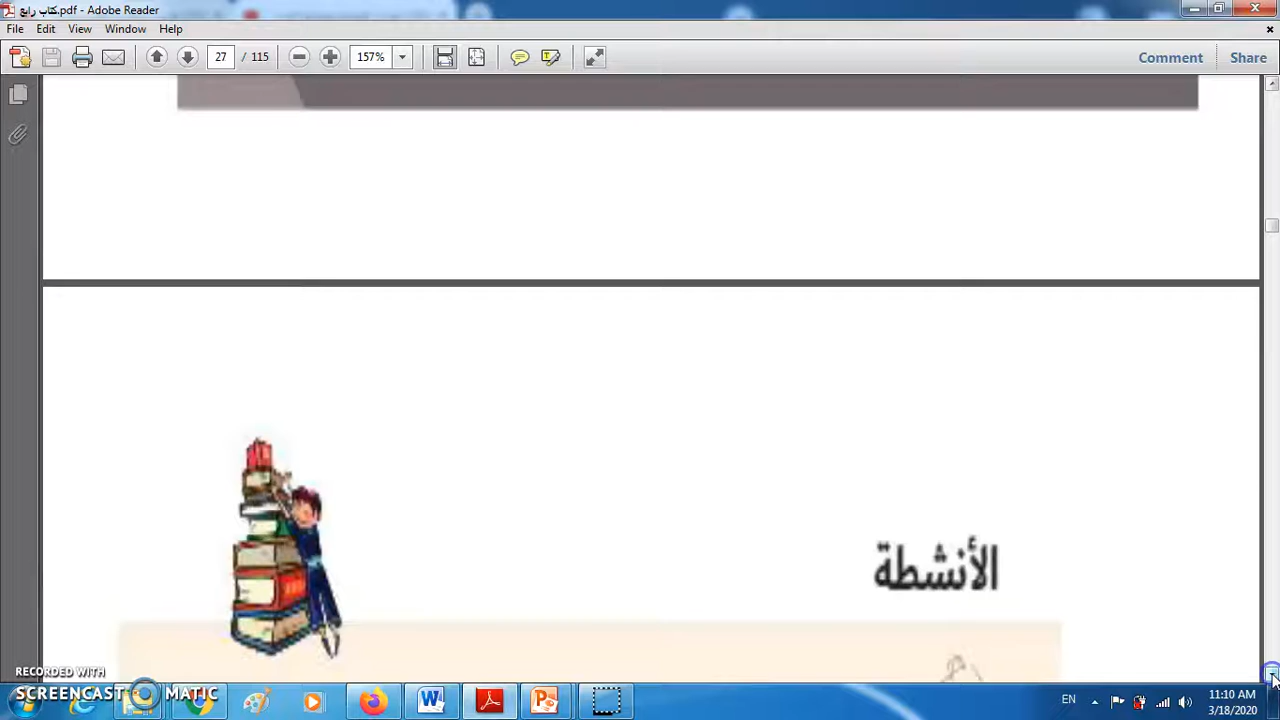 كتاب رابع.pdf - Adobe Reader
File Edit View Window Help
27 / 115 157% Comment Share
الأنشطة
RECORDED WITH
SCREENCAST MATIC
EN 11:10 AM
3/18/2020